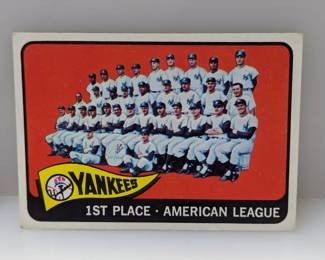 YANKEES
1ST PLACE · AMERICAN LEAGUE